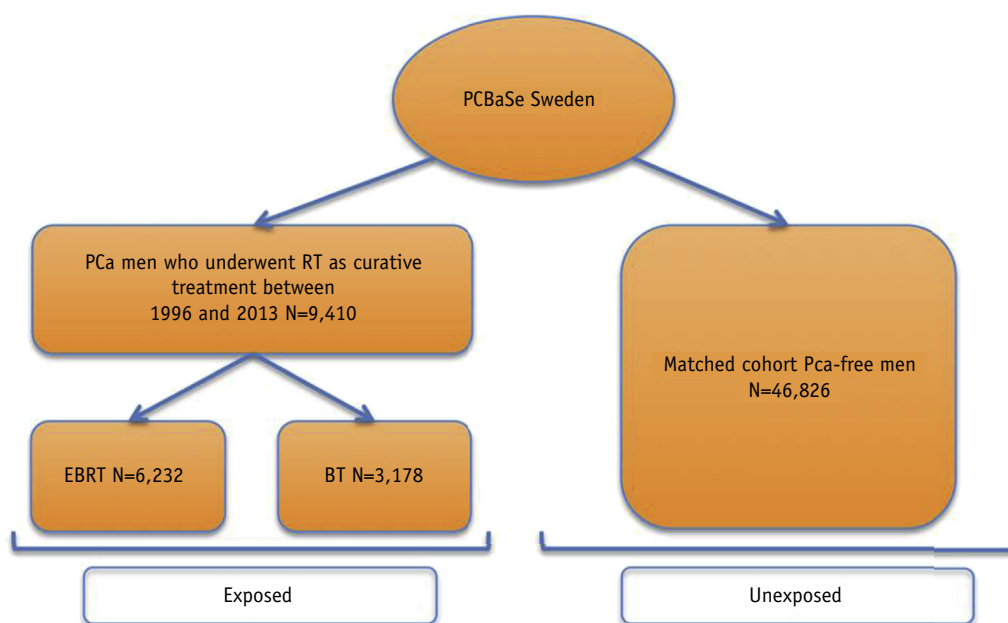 PCBaSe Sweden
PCa men who underwent RT as curative
treatment between
1996 and 2013 N=9,410
Matched cohort Pca-free men
N=46,826
EBRT N=6,232
BT N=3,178
Exposed
Unexposed